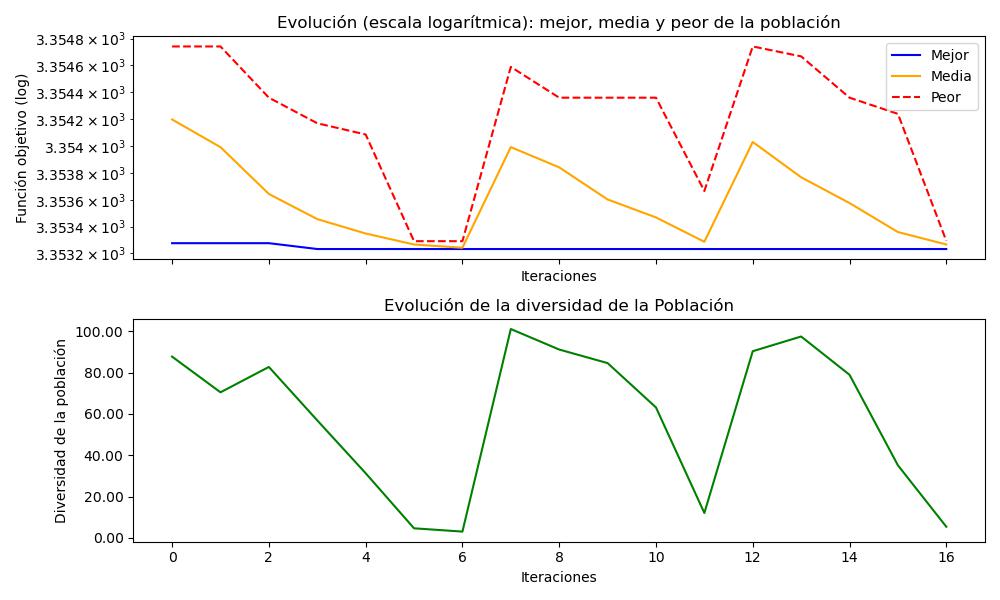 Evolución (escala logarítmica): mejor, media y peor de la población
Función objetivo (log)
3.3548 × 10³
3.3546 × 10³
3.3544 × 10³
3.3542 × 10³
3.354 × 10³
3.3538 × 10³
3.3536 × 10³
3.3534 × 10³
3.3532 × 10³
Mejor
Media
Peor
Iteraciones
Evolución de la diversidad de la Población
Diversidad de la población
100.00
80.00
60.00
40.00
20.00
0.00
0 2 4 6 8 10 12 14 16
Iteraciones